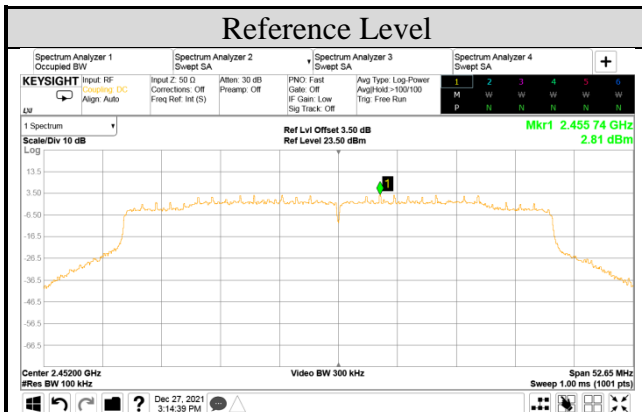 Reference Level
Spectrum Analyzer 1
Occupied BW
Spectrum Analyzer 2
Swept SA
Spectrum Analyzer 3
Swept SA
Spectrum Analyzer 4
Swept SA
+
KEYSIGHT
Input: RF
Coupling: DC
Align: Auto
Input Z: 50 Ω
Corrections: Off
Freq Ref: Int (S)
Atten: 30 dB
Preamp: Off
PNO: Fast
Gate: Off
IF Gain: Low
Sig Track: Off
Avg Type: Log-Power
Avg|Hold:>100/100
Trig: Free Run
1 2 3 4 5 6
M W W W W W
P N N N N N
1 Spectrum
Scale/Div 10 dB
Log
Ref Lvl Offset 3.50 dB
Ref Level 23.50 dBm
Mkr1 2.455 74 GHz
2.81 dBm
13.5
3.50
-6.50
-16.5
-26.5
-36.5
-46.5
-56.5
-66.5
1
Center 2.45200 GHz
#Res BW 100 kHz
Video BW 300 kHz
Span 52.65 MHz
Sweep 1.00 ms (1001 pts)
?
Dec 27, 2021
3:14:39 PM